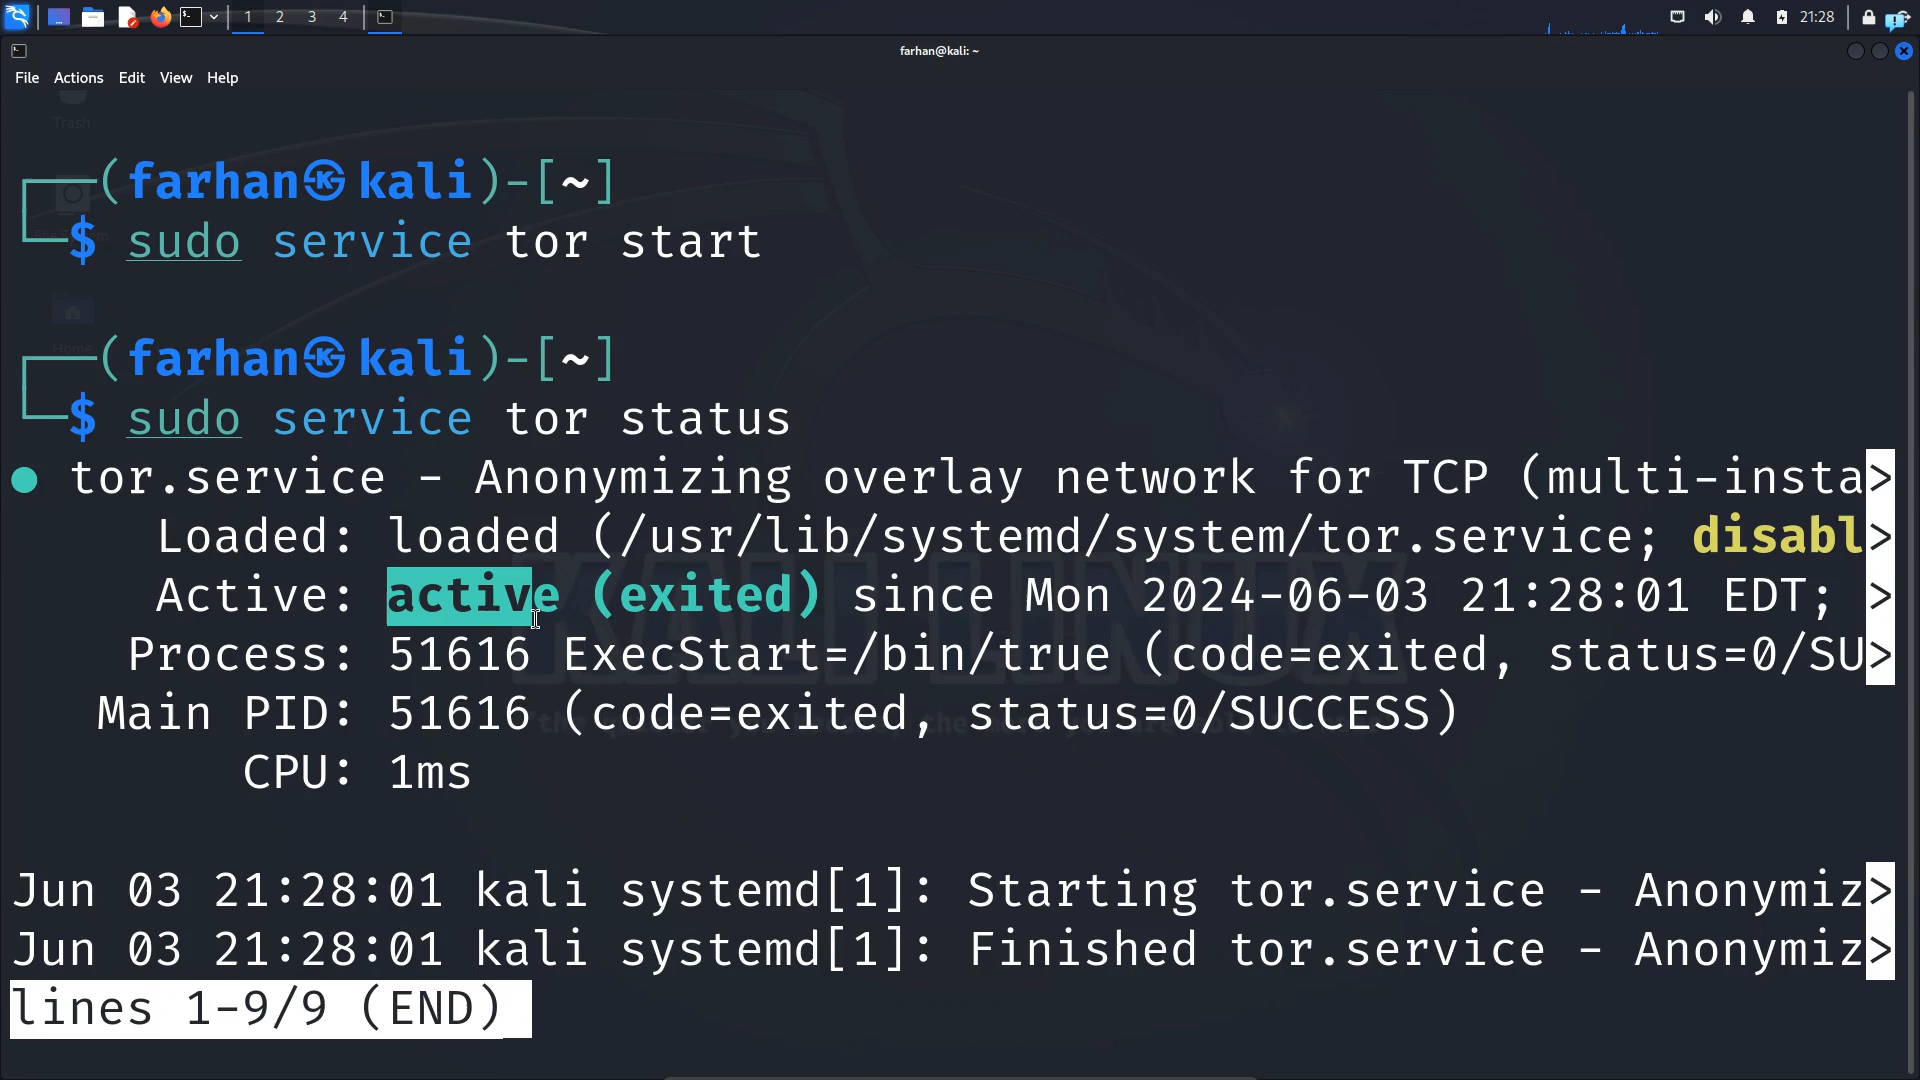 1 2 3 4 21:28
farhan@kali: ~
File Actions Edit View Help
Trash
(farhan㉿kali)-[~]
$ sudo service tor start
Home
(farhan㉿kali)-[~]
$ sudo service tor status
● tor.service - Anonymizing overlay network for TCP (multi-insta>
Loaded: loaded (/usr/lib/systemd/system/tor.service; disabl>
Active: active (exited) since Mon 2024-06-03 21:28:01 EDT; >
Process: 51616 ExecStart=/bin/true (code=exited, status=0/SU>
Main PID: 51616 (code=exited, status=0/SUCCESS)
CPU: 1ms
KALI LINUX
Jun 03 21:28:01 kali systemd[1]: Starting tor.service - Anonymiz>
Jun 03 21:28:01 kali systemd[1]: Finished tor.service - Anonymiz>
lines 1-9/9 (END)